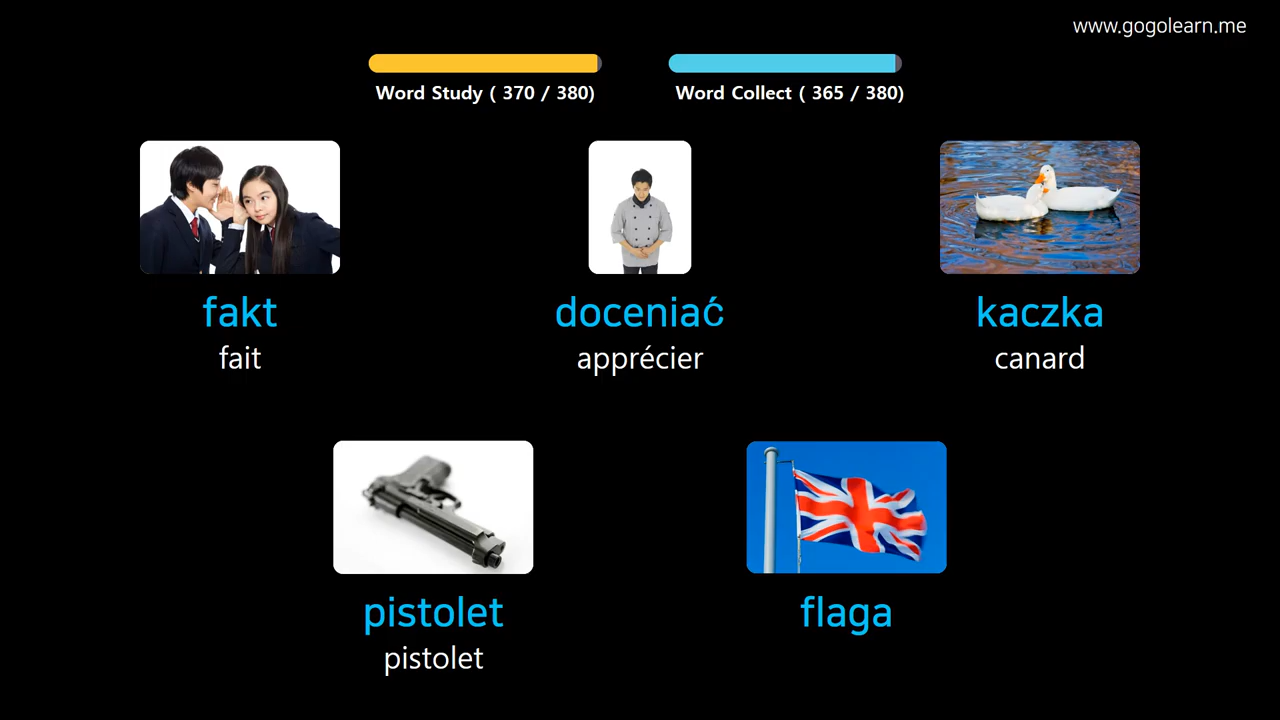 www.gogolearn.me
Word Study ( 370 / 380)
Word Collect ( 365 / 380)
fakt
fait
doceniać
apprécier
kaczka
canard
pistolet
pistolet
flaga